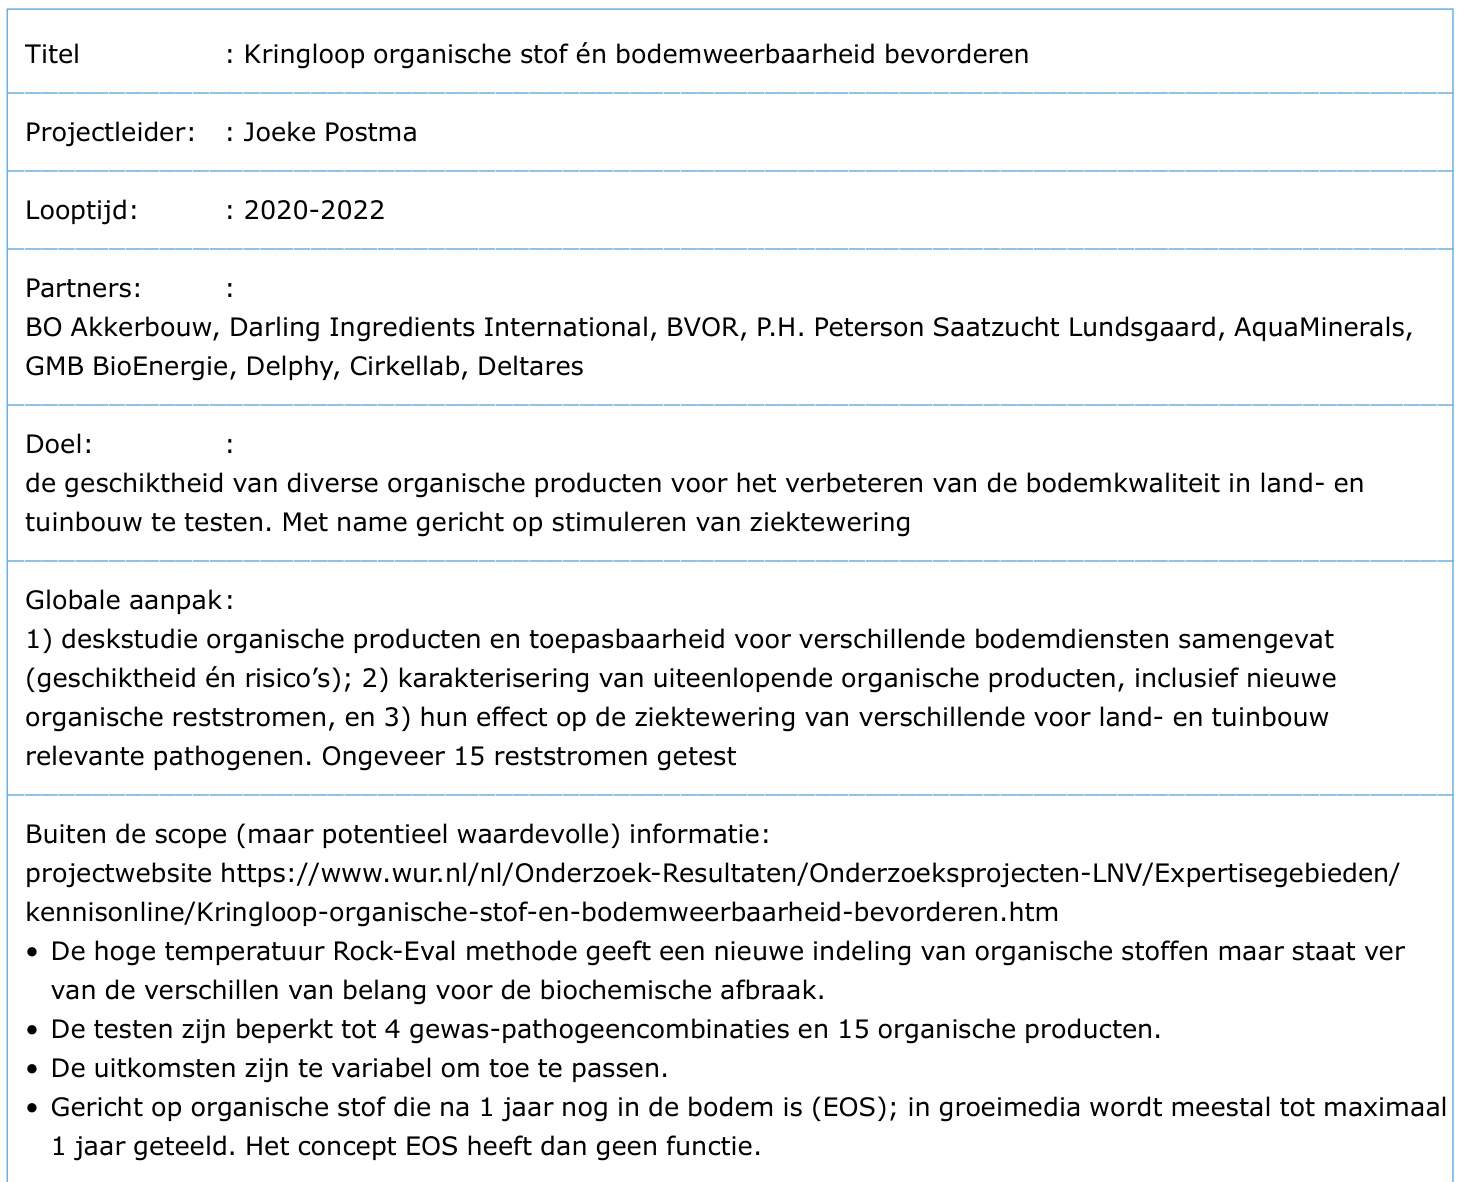 Titel : Kringloop organische stof én bodemweerbaarheid bevorderen
Projectleider: : Joeke Postma
Looptijd: : 2020-2022
Partners: :
BO Akkerbouw, Darling Ingredients International, BVOR, P.H. Peterson Saatzucht Lundsgaard, AquaMinerals,
GMB BioEnergie, Delphy, Cirkellab, Deltares
Doel: :
de geschiktheid van diverse organische producten voor het verbeteren van de bodemkwaliteit in land- en
tuinbouw te testen. Met name gericht op stimuleren van ziektewering
Globale aanpak:
1) deskstudie organische producten en toepasbaarheid voor verschillende bodemdiensten samengevat
(geschiktheid én risico’s); 2) karakterisering van uiteenlopende organische producten, inclusief nieuwe
organische reststromen, en 3) hun effect op de ziektewering van verschillende voor land- en tuinbouw
relevante pathogenen. Ongeveer 15 reststromen getest
Buiten de scope (maar potentieel waardevolle) informatie:
projectwebsite https://www.wur.nl/nl/Onderzoek-Resultaten/Onderzoeksprojecten-LNV/Expertisegebieden/
kennisonline/Kringloop-organische-stof-en-bodemweerbaarheid-bevorderen.htm
• De hoge temperatuur Rock-Eval methode geeft een nieuwe indeling van organische stoffen maar staat ver
van de verschillen van belang voor de biochemische afbraak.
• De testen zijn beperkt tot 4 gewas-pathogeencombinaties en 15 organische producten.
• De uitkomsten zijn te variabel om toe te passen.
• Gericht op organische stof die na 1 jaar nog in de bodem is (EOS); in groeimedia wordt meestal tot maximaal
1 jaar geteeld. Het concept EOS heeft dan geen functie.